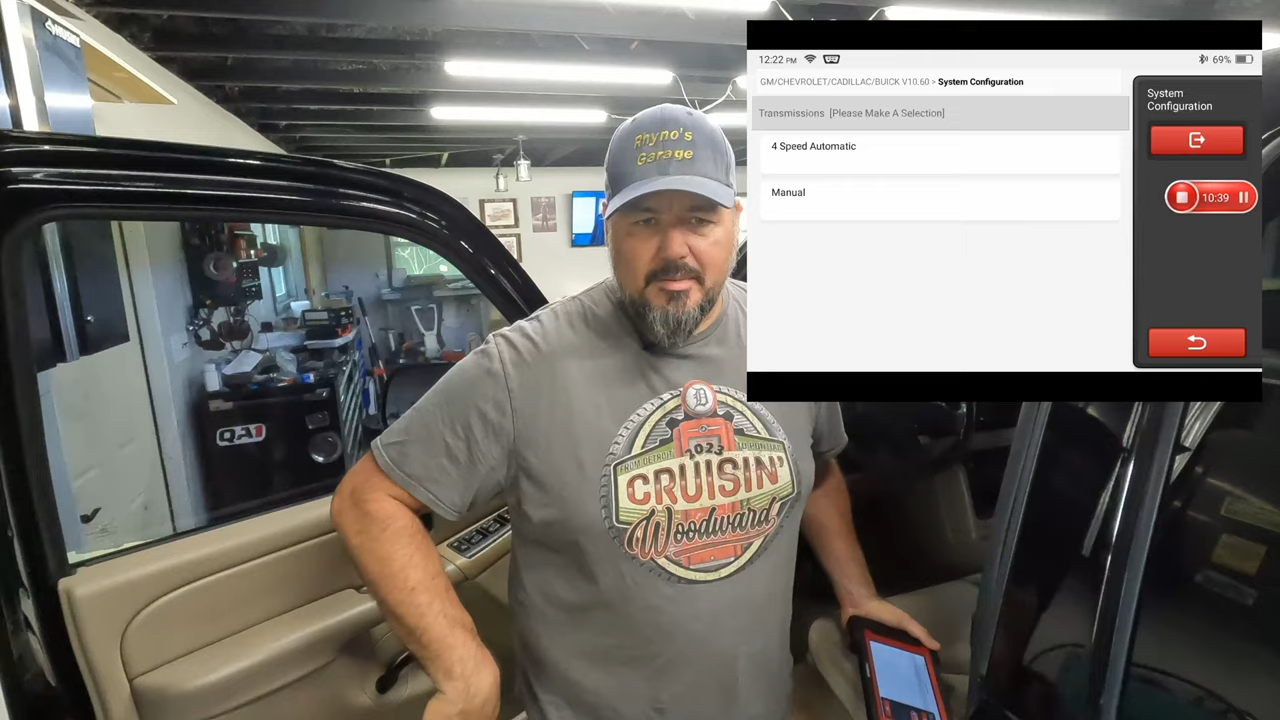 HUSKY
Rhyno's
Garage
QA1
D
FROM DETROIT TO PONTIAC
2023
CRUISIN'
Woodward
12:22 PM
69%
GM/CHEVROLET/CADILLAC/BUICK V10.60 > System Configuration
Transmissions [Please Make A Selection]
4 Speed Automatic
Manual
System
Configuration
10:39